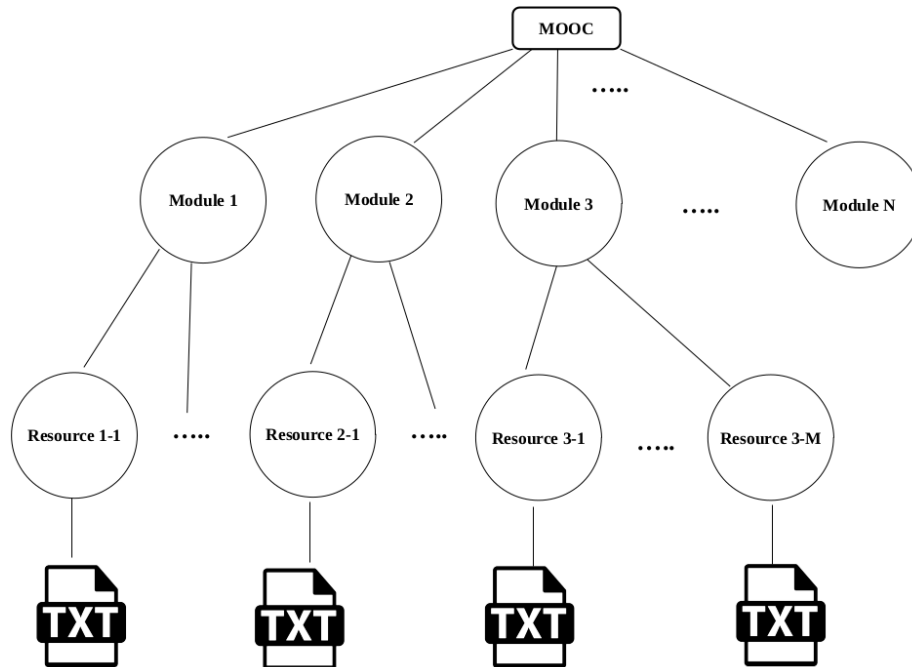 MOOC
.....
Module 1
Module 2
Module 3
.....
Module N
Resource 1-1
.....
Resource 2-1
.....
Resource 3-1
.....
Resource 3-M
TXT
TXT
TXT
TXT